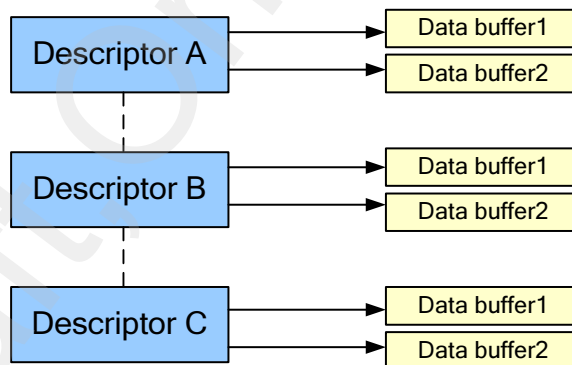 Descriptor A
Data buffer1
Data buffer2
Descriptor B
Data buffer1
Data buffer2
Descriptor C
Data buffer1
Data buffer2